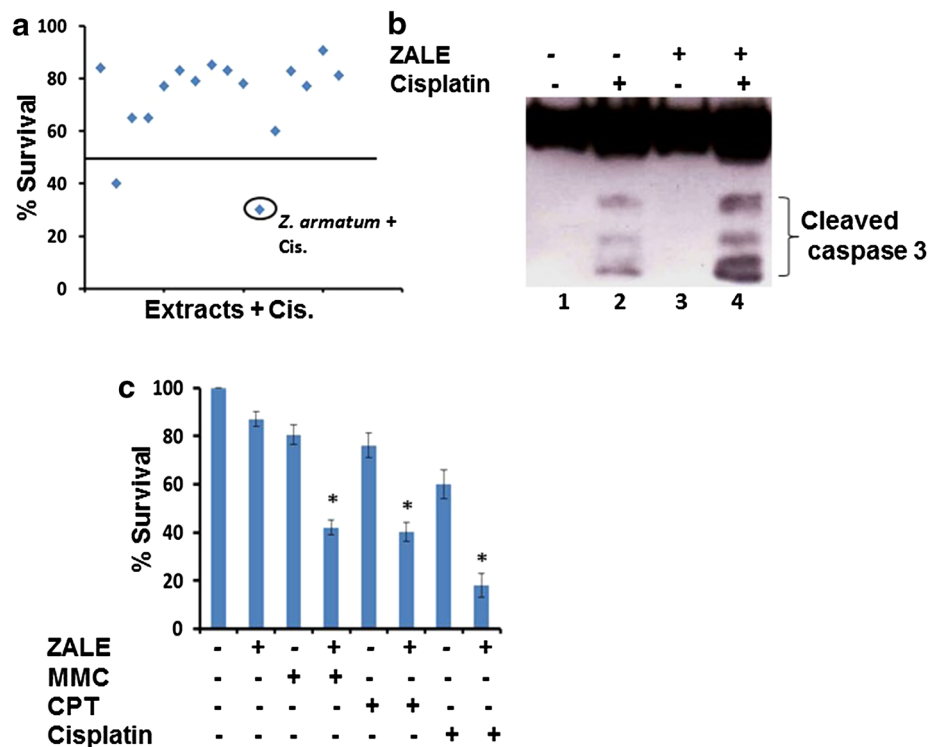 a
100
80
60
40
20
0
% Survival
Z. armatum +
Cis.
Extracts + Cis.
b
ZALE - - + +
Cisplatin - + - +
Cleaved
caspase 3
1 2 3 4
c
100
80
60
40
20
0
% Survival
* * *
ZALE - + - + - + - +
MMC - - + + - - - -
CPT - - - - + + - -
Cisplatin - - - - - - + +